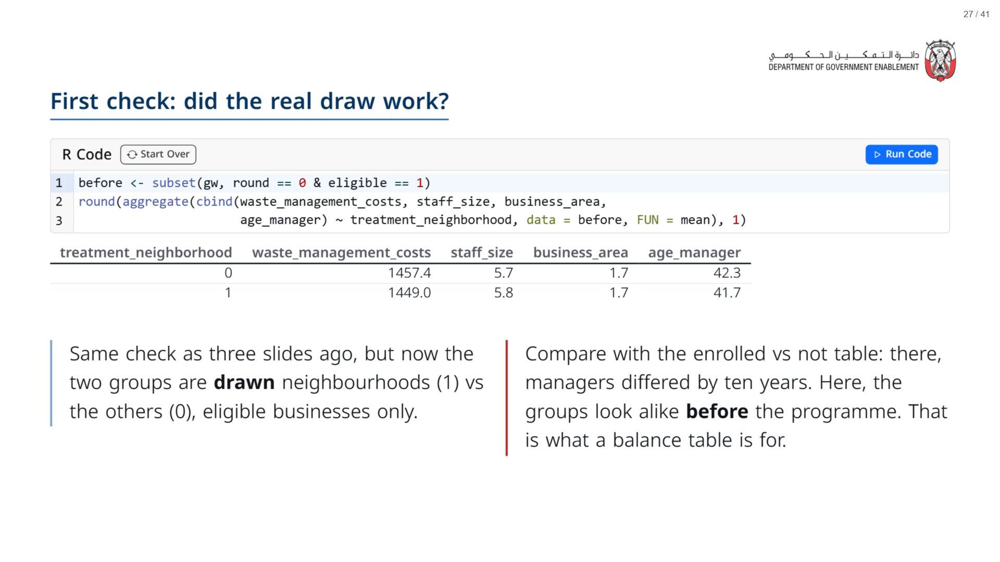 27 / 41
دائرة التمكين الحكومي
DEPARTMENT OF GOVERNMENT ENABLEMENT
First check: did the real draw work?
R Code Start Over Run Code
1 before <- subset(gw, round == 0 & eligible == 1)
2 round(aggregate(cbind(waste_management_costs, staff_size, business_area,
3 age_manager) ~ treatment_neighborhood, data = before, FUN = mean), 1)
treatment_neighborhood waste_management_costs staff_size business_area age_manager
0 1457.4 5.7 1.7 42.3
1 1449.0 5.8 1.7 41.7
Same check as three slides ago, but now the
two groups are drawn neighbourhoods (1) vs
the others (0), eligible businesses only.
Compare with the enrolled vs not table: there,
managers differed by ten years. Here, the
groups look alike before the programme. That
is what a balance table is for.